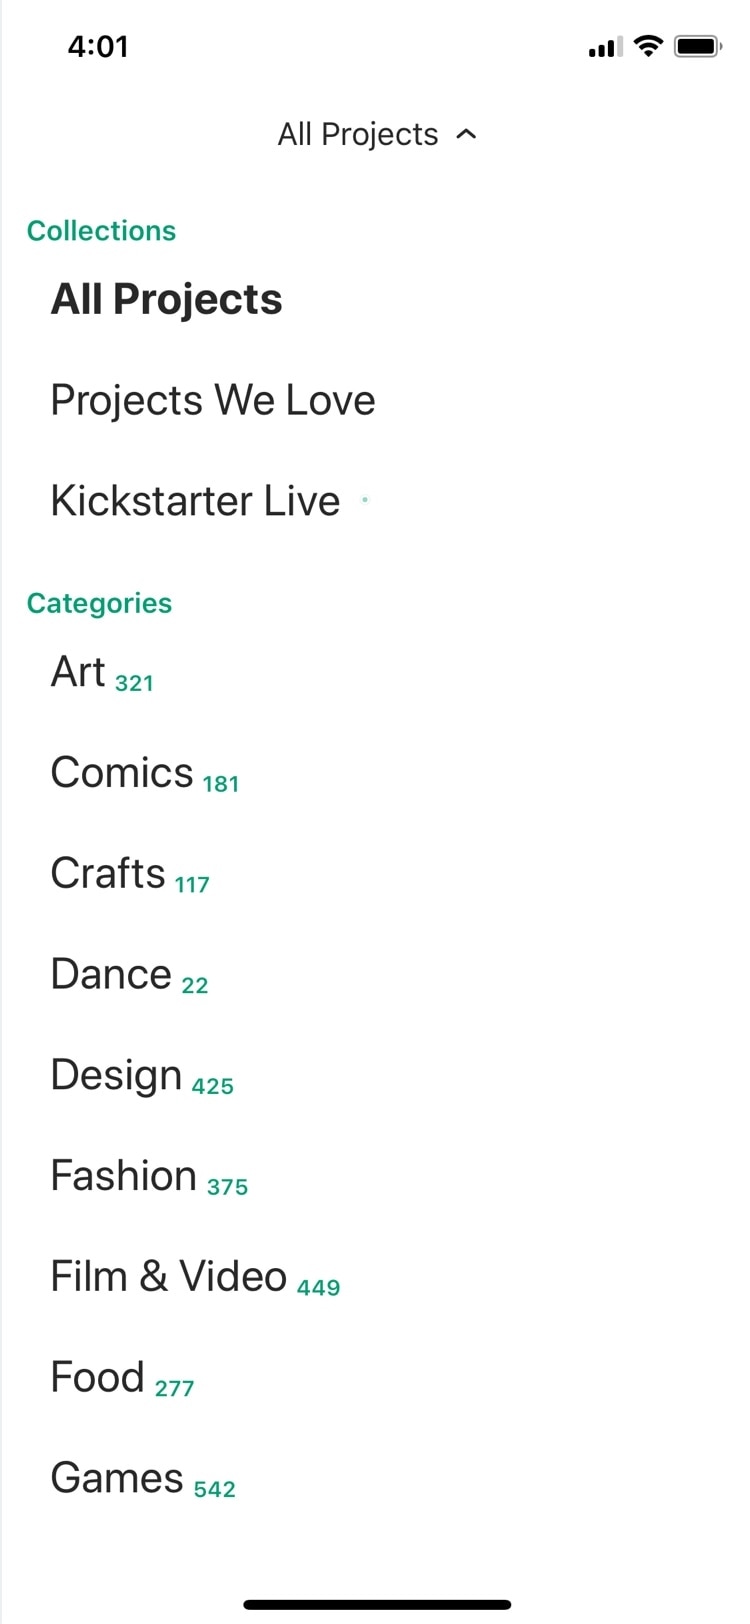 4:01
All Projects
Collections
All Projects
Projects We Love
Kickstarter Live
Categories
Art 321
Comics 181
Crafts 117
Dance 22
Design 425
Fashion 375
Film & Video 449
Food 277
Games 542